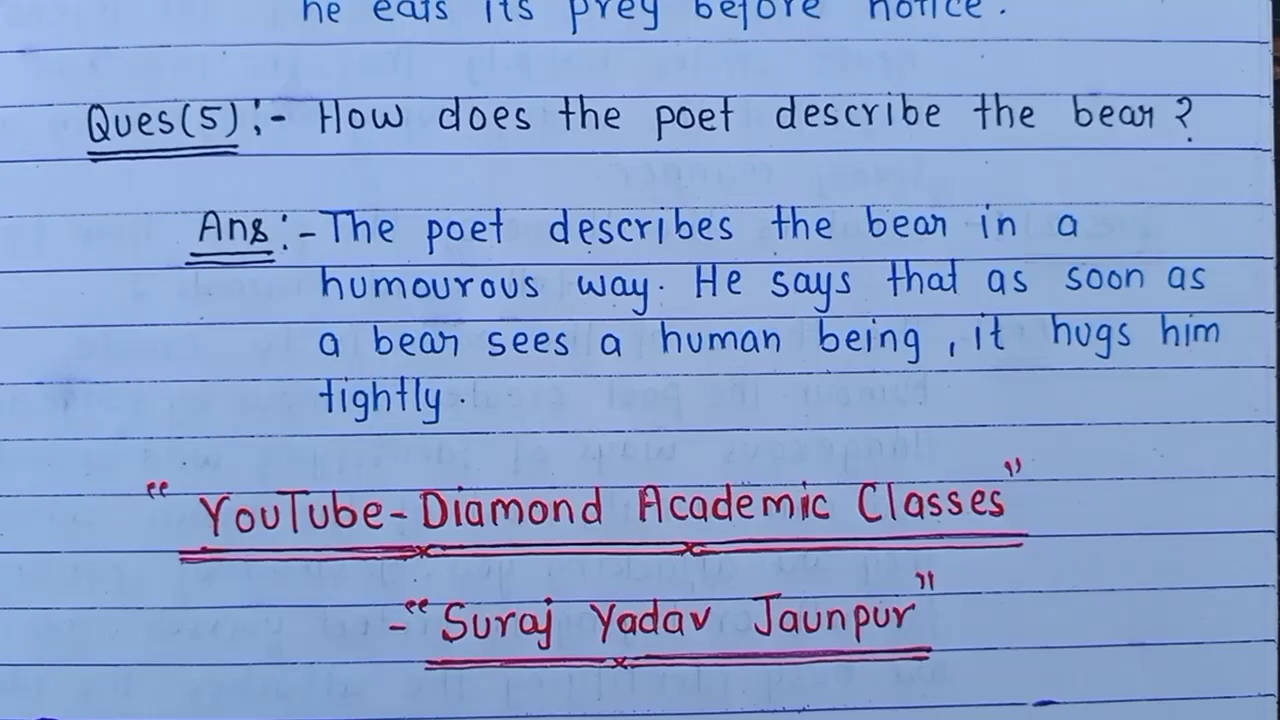 he eats its prey before notice.
Ques(5):- How does the poet describe the bear?
Ans:- The poet describes the bear in a
humourous way. He says that as soon as
a bear sees a human being, it hugs him
tightly.
"YouTube-Diamond Academic Classes"
-"Suraj Yadav Jaunpur"